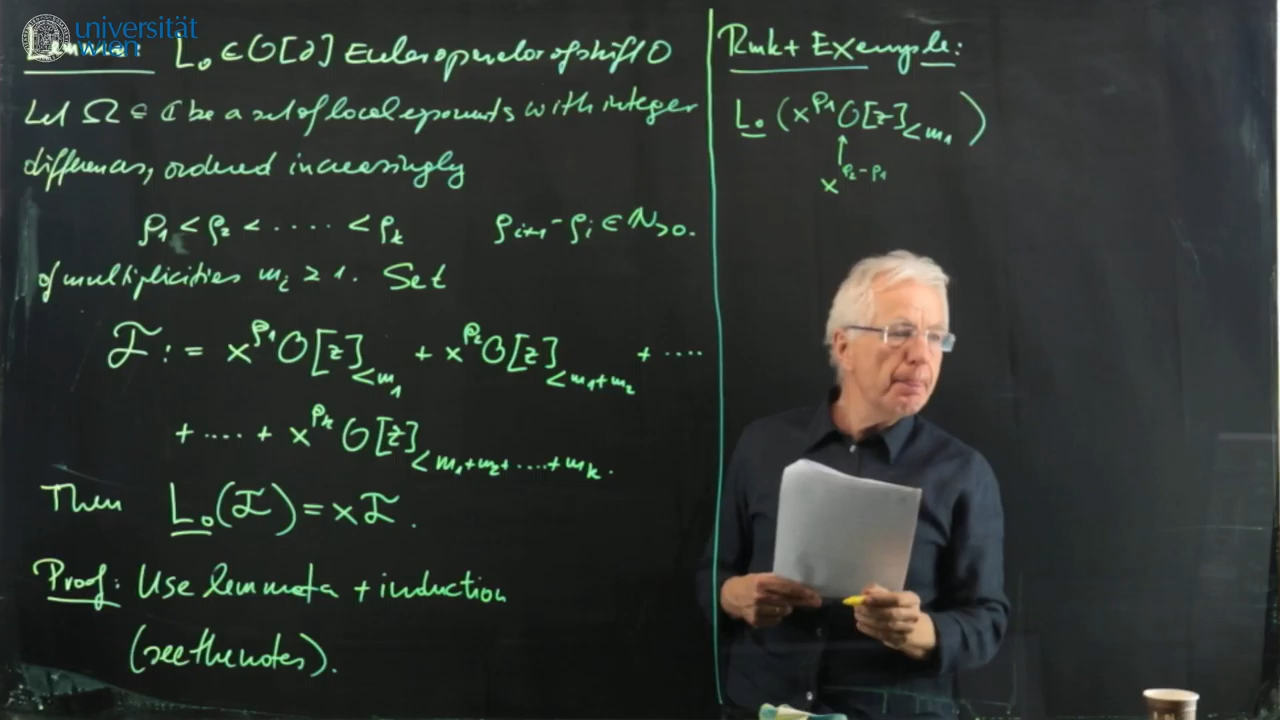 universität
wien
Lemma: L₀ ∈ O[∂] Euler operator of shift 0
Let Ω ⊆ ℂ be a set of local exponents with integer
differences, ordered increasingly
ρ₁ < ρ₂ < ..... < ρₖ ρᵢ₊₁ - ρᵢ ∈ ℕ>0.
of multiplicities mᵢ ≥ 1. Set
F := x^ρ₁ O[z]_<m₁ + x^ρ₂ O[z]_<m₁+m₂ + ....
+ .... + x^ρₖ O[z]_<m₁+m₂+....+mₖ.
Then L₀(F) = xF.
Proof: Use lemmata + induction
(see the notes).
Rmk + Example:
L₀ (x^ρ₁ O[z]_<m₁ )
↑
x^ρ₂-ρ₁